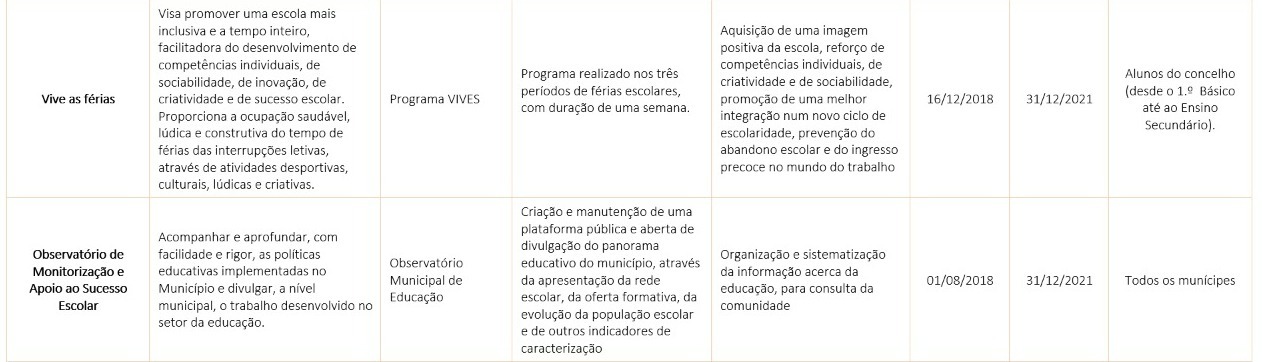 Vive as férias
Visa promover uma escola mais
inclusiva e a tempo inteiro,
facilitadora do desenvolvimento de
competências individuais, de
sociabilidade, de inovação, de
criatividade e de sucesso escolar.
Proporciona a ocupação saudável,
lúdica e construtiva do tempo de
férias das interrupções letivas,
através de atividades desportivas,
culturais, lúdicas e criativas.
Programa VIVES
Programa realizado nos três
períodos de férias escolares,
com duração de uma semana.
Aquisição de uma imagem
positiva da escola, reforço de
competências individuais, de
criatividade e de sociabilidade,
promoção de uma melhor
integração num novo ciclo de
escolaridade, prevenção do
abandono escolar e do ingresso
precoce no mundo do trabalho
16/12/2018
31/12/2021
Alunos do concelho
(desde o 1.º Básico
até ao Ensino
Secundário).
Observatório de
Monitorização e
Apoio ao Sucesso
Escolar
Acompanhar e aprofundar, com
facilidade e rigor, as políticas
educativas implementadas no
Município e divulgar, a nível
municipal, o trabalho desenvolvido no
setor da educação.
Observatório
Municipal de
Educação
Criação e manutenção de uma
plataforma pública e aberta de
divulgação do panorama
educativo do município, através
da apresentação da rede
escolar, da oferta formativa, da
evolução da população escolar
e de outros indicadores de
caracterização
Organização e sistematização
da informação acerca da
educação, para consulta da
comunidade
01/08/2018
31/12/2021
Todos os munícipes